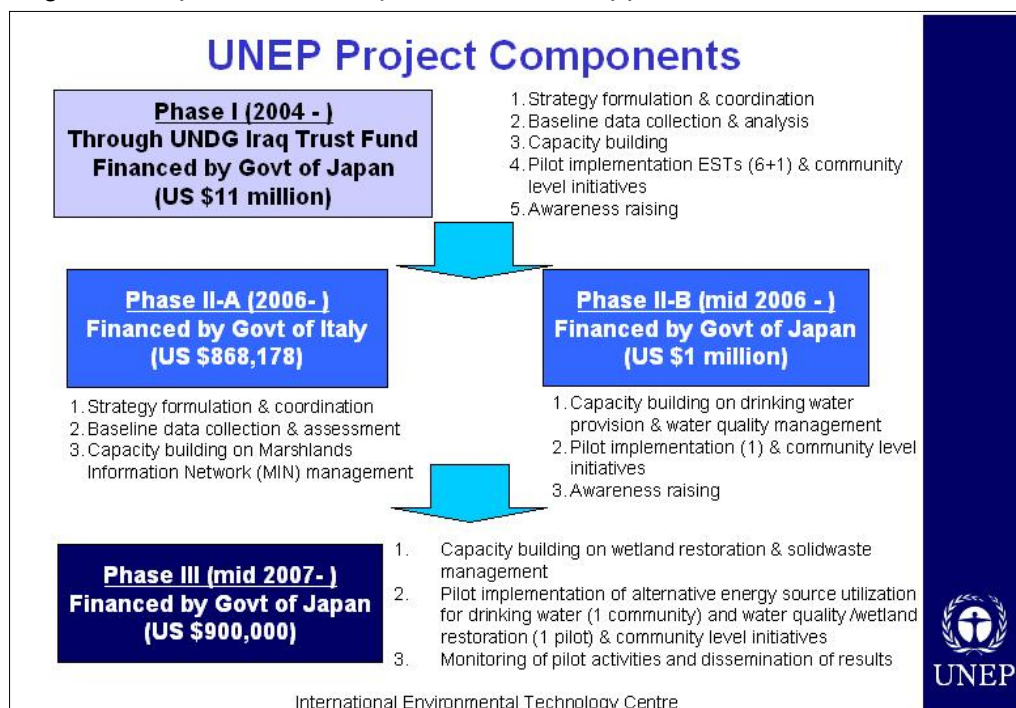 UNEP Project Components
Phase I (2004 - )
Through UNDG Iraq Trust Fund
Financed by Govt of Japan
(US $11 million)
1. Strategy formulation & coordination
2. Baseline data collection & analysis
3. Capacity building
4. Pilot implementation ESTs (6+1) & community
level initiatives
5. Awareness raising
Phase II-A (2006- )
Financed by Govt of Italy
(US $868,178)
1. Strategy formulation & coordination
2. Baseline data collection & assessment
3. Capacity building on Marshlands
Information Network (MIN) management
Phase II-B (mid 2006 - )
Financed by Govt of Japan
(US $1 million)
1. Capacity building on drinking water
provision & water quality management
2. Pilot implementation (1) & community level
initiatives
3. Awareness raising
Phase III (mid 2007- )
Financed by Govt of Japan
(US $900,000)
1. Capacity building on wetland restoration & solidwaste
management
2. Pilot implementation of alternative energy source utilization
for drinking water (1 community) and water quality /wetland
restoration (1 pilot) & community level initiatives
3. Monitoring of pilot activities and dissemination of results
UNEP
International Environmental Technology Centre